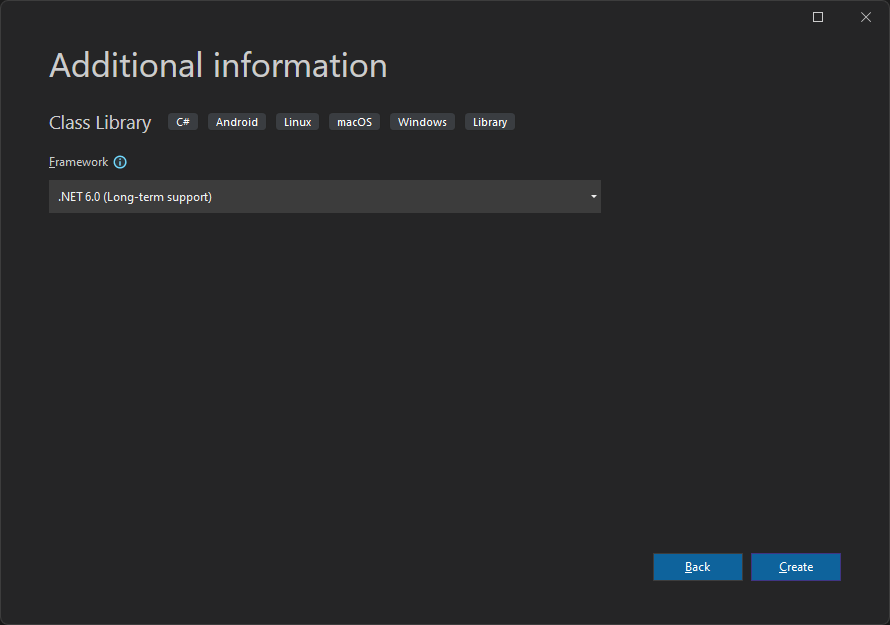 Additional information
Class Library C# Android Linux macOS Windows Library
Framework
.NET 6.0 (Long-term support)
Back Create